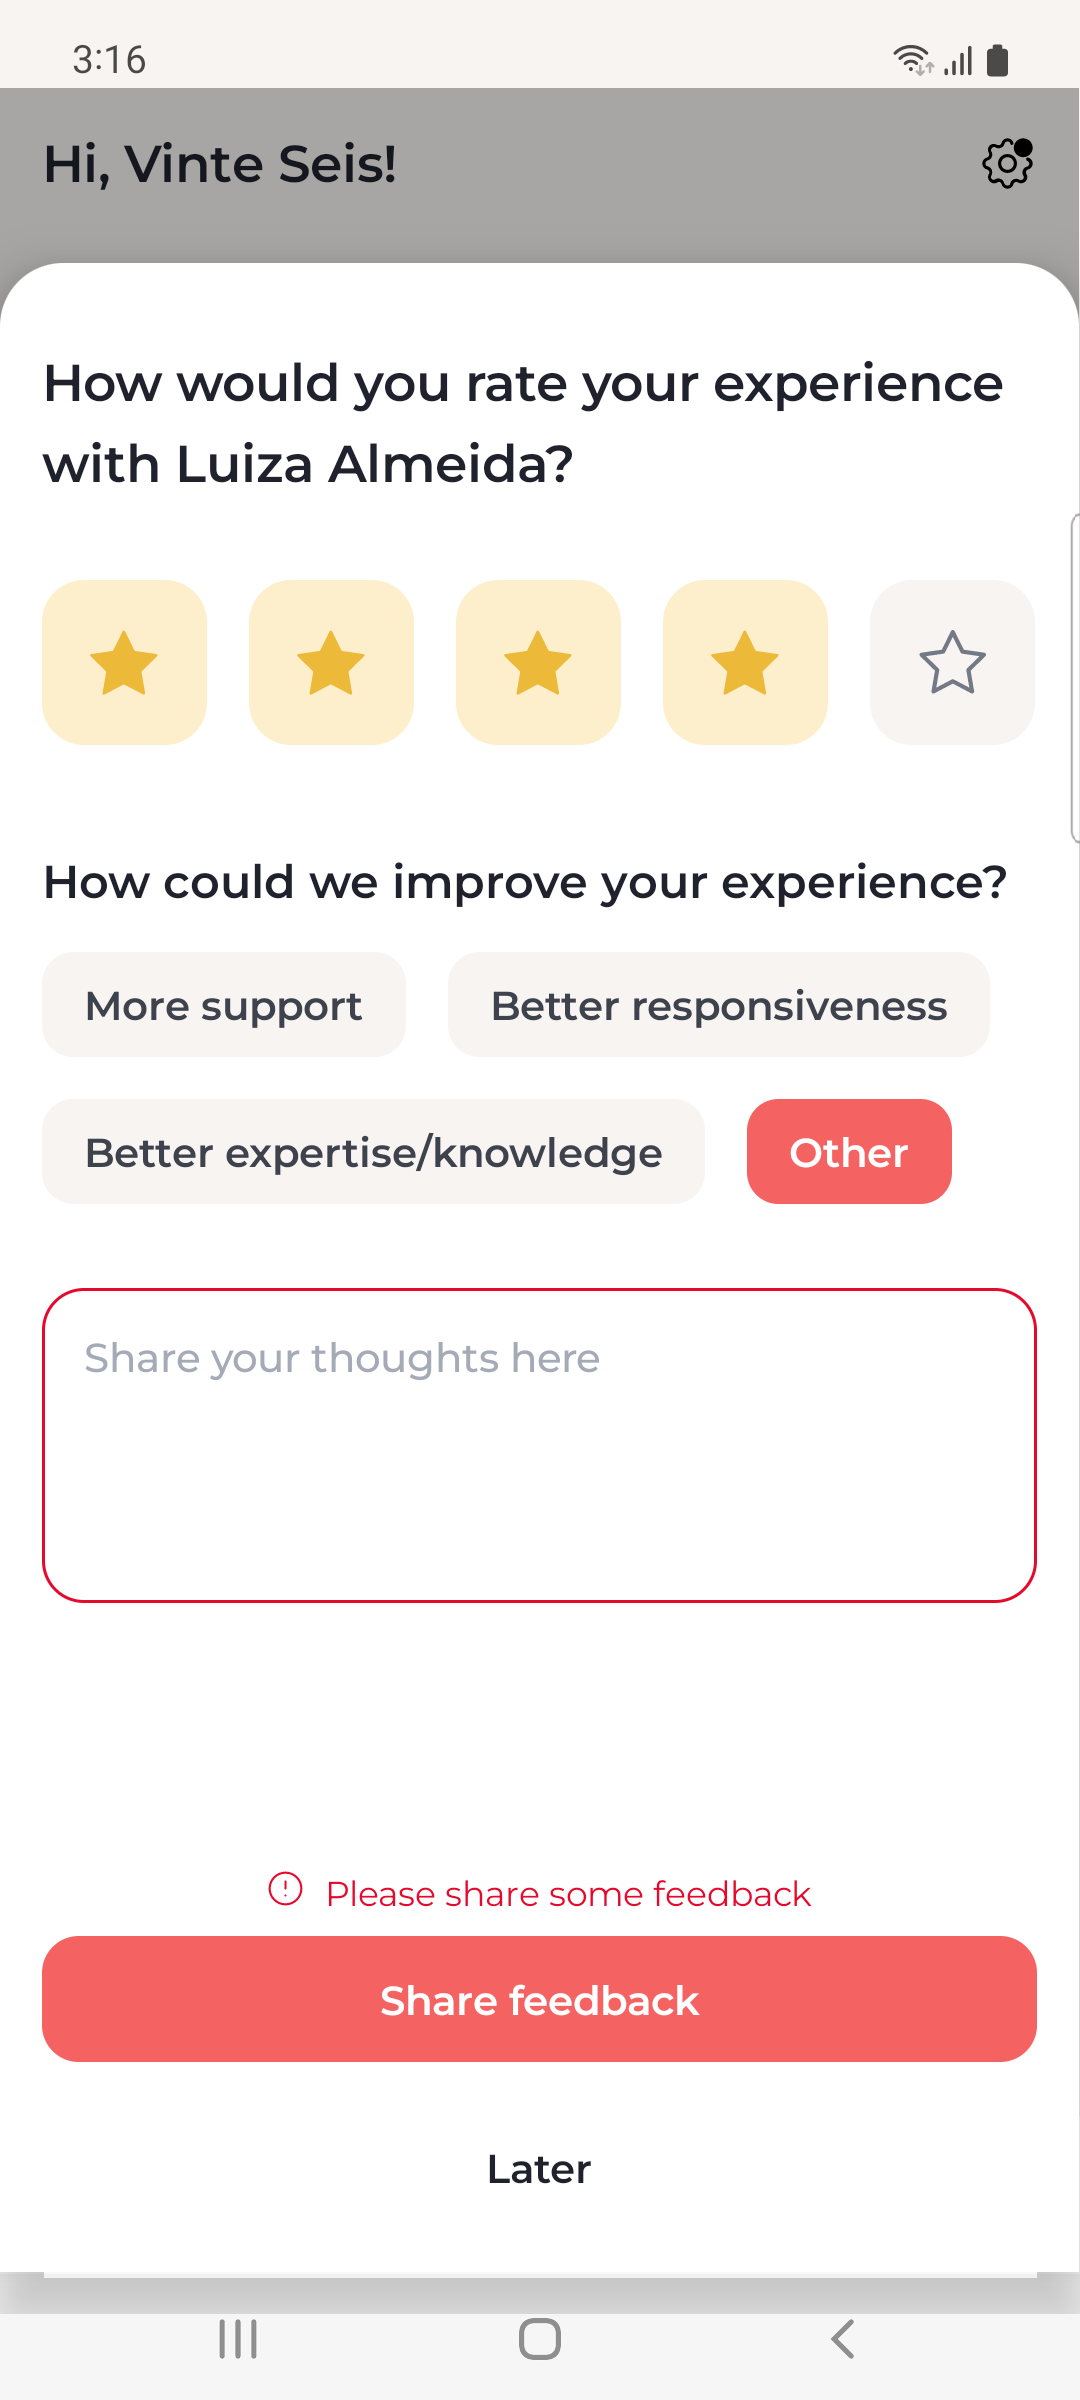 3:16
Hi, Vinte Seis!
How would you rate your experience
with Luiza Almeida?
How could we improve your experience?
More support
Better responsiveness
Better expertise/knowledge
Other
Share your thoughts here
Please share some feedback
Share feedback
Later